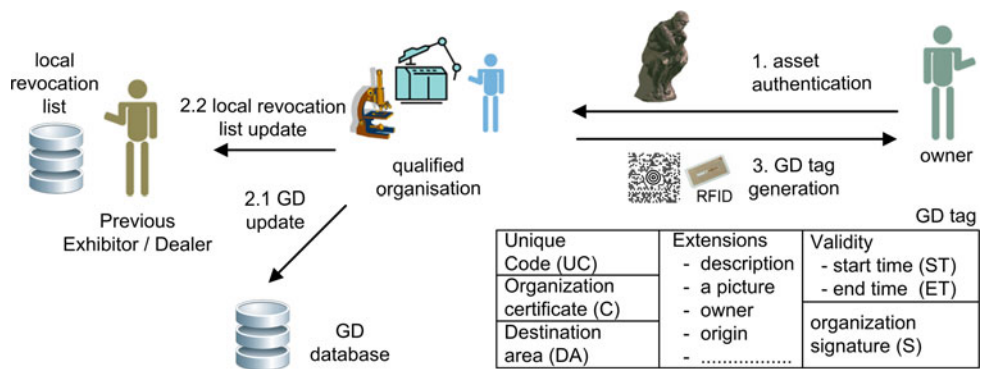 local
revocation
list
2.2 local revocation
list update
qualified
organisation
1. asset
authentication
owner
3. GD tag
generation
RFID
2.1 GD
update
Previous
Exhibitor / Dealer
GD
database
GD tag
Unique
Code (UC)
Organization
certificate (C)
Destination
area (DA)
Extensions
- description
- a picture
- owner
- origin
- ..................
Validity
- start time (ST)
- end time (ET)
organization
signature (S)